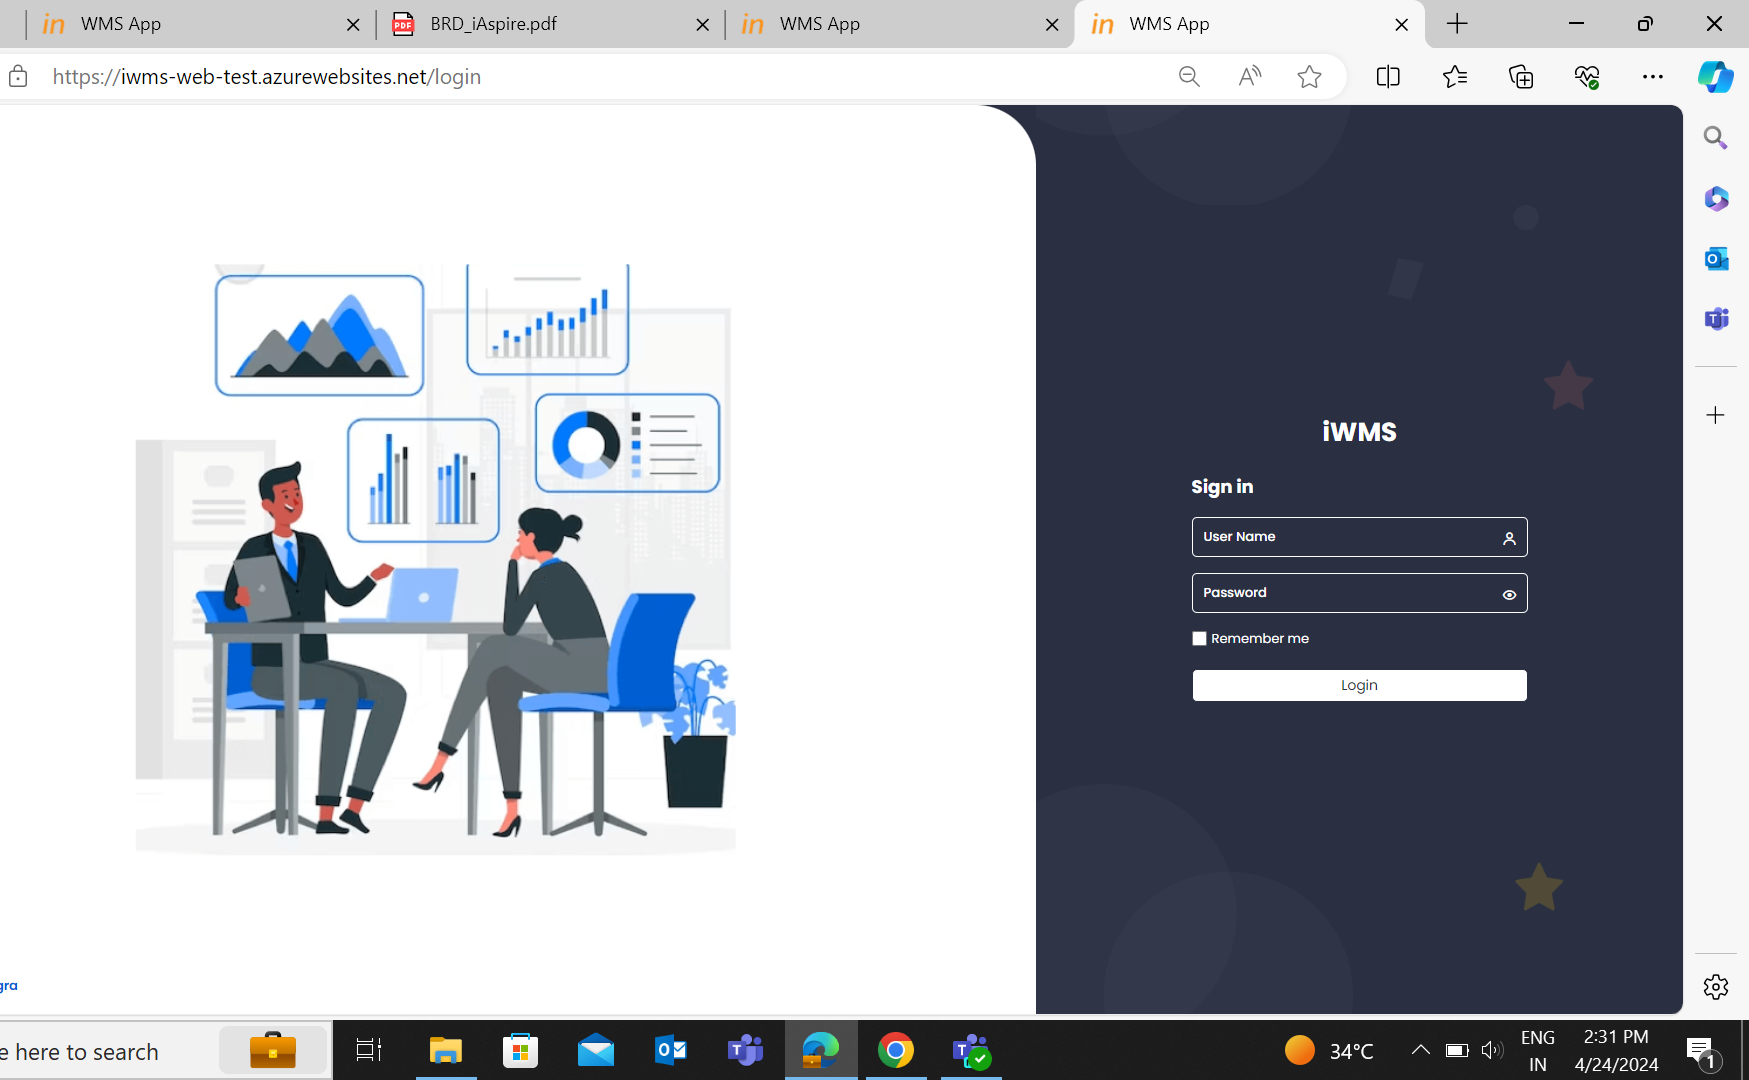 in WMS App
PDF BRD_iAspire.pdf
in WMS App
in WMS App
https://iwms-web-test.azurewebsites.net/login
iWMS
Sign in
User Name
Password
Remember me
Login
gra
e here to search
34°C
ENG
IN
2:31 PM
4/24/2024
1